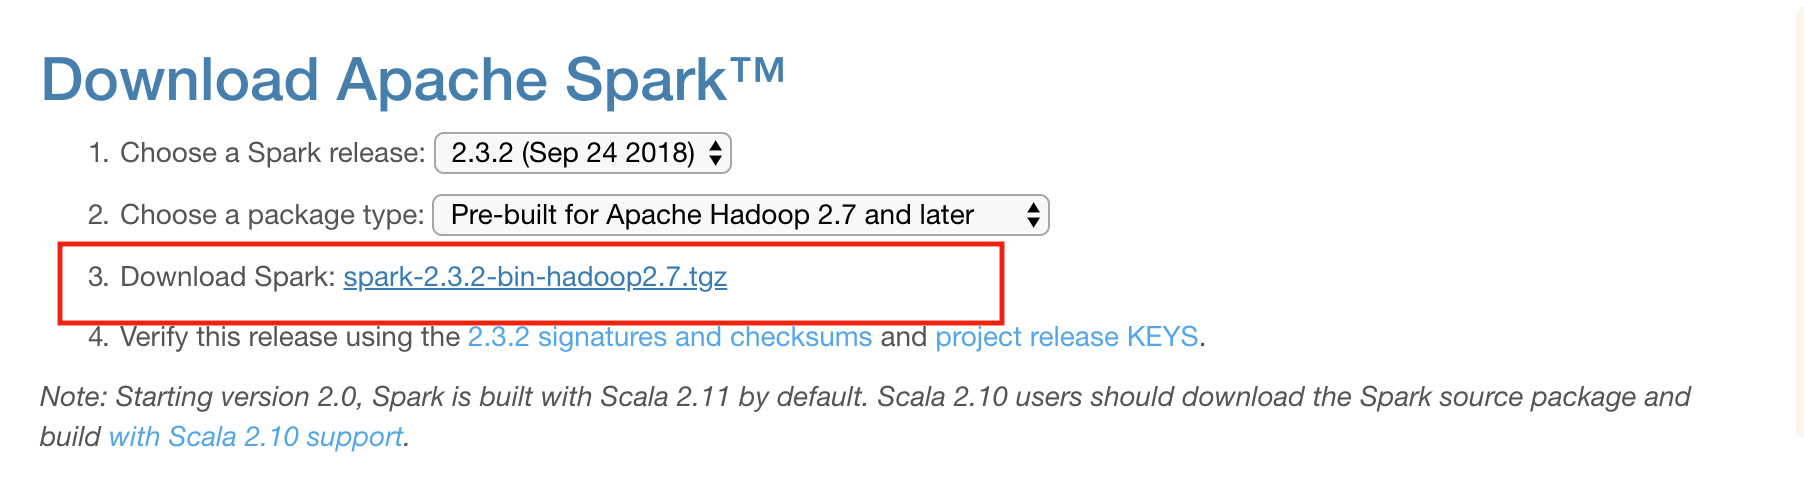 Download Apache Spark™
1. Choose a Spark release: 2.3.2 (Sep 24 2018)
2. Choose a package type: Pre-built for Apache Hadoop 2.7 and later
3. Download Spark: spark-2.3.2-bin-hadoop2.7.tgz
4. Verify this release using the 2.3.2 signatures and checksums and project release KEYS.
Note: Starting version 2.0, Spark is built with Scala 2.11 by default. Scala 2.10 users should download the Spark source package and
build with Scala 2.10 support.